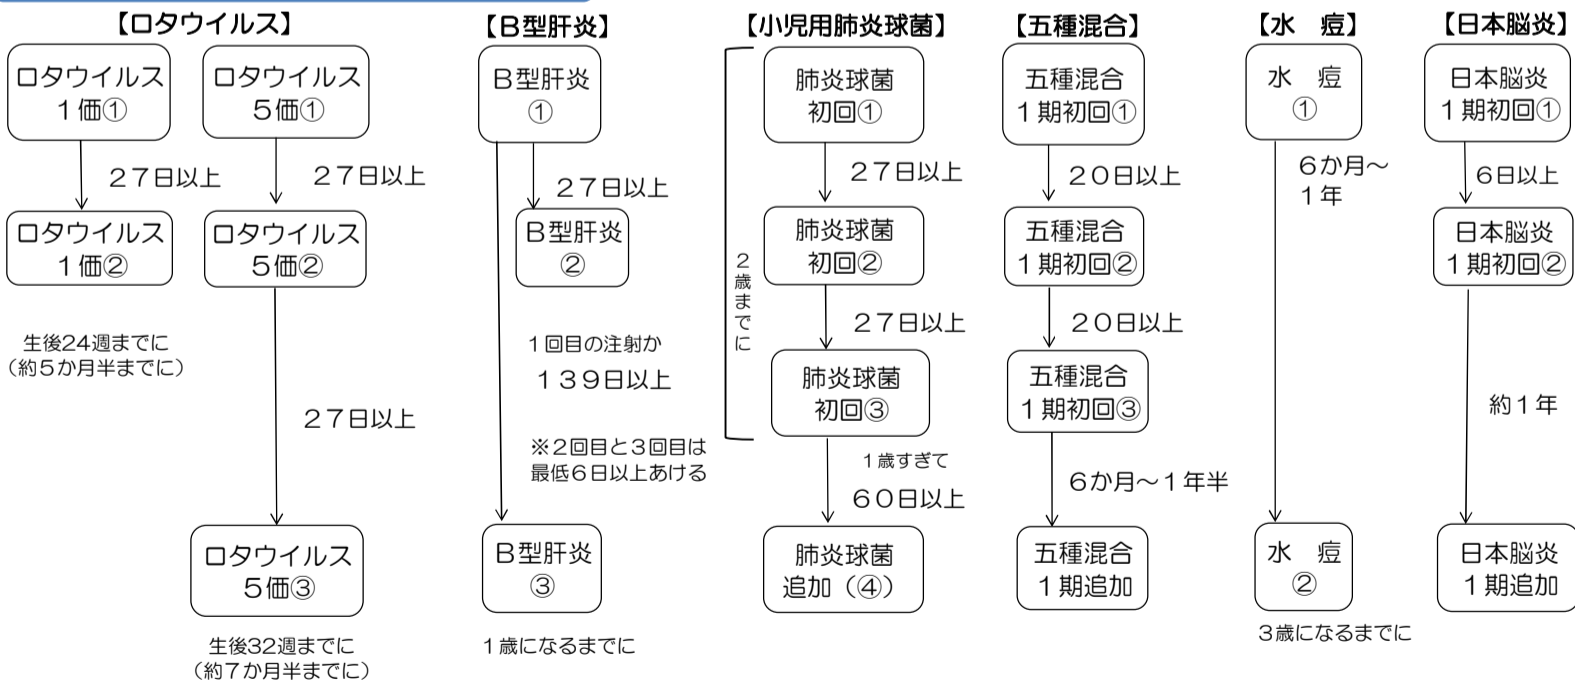 【ロタウイルス】
ロタウイルス
１価①
２７日以上
ロタウイルス
１価②
生後24週までに
（約５か月半までに）
ロタウイルス
５価①
２７日以上
ロタウイルス
５価②
２７日以上
ロタウイルス
５価③
生後32週までに
（約７か月半までに）
【Ｂ型肝炎】
Ｂ型肝炎
①
２７日以上
Ｂ型肝炎
②
１回目の注射か
１３９日以上
※２回目と３回目は
最低６日以上あける
Ｂ型肝炎
③
１歳になるまでに
【小児用肺炎球菌】
２歳までに
肺炎球菌
初回①
２７日以上
肺炎球菌
初回②
２７日以上
肺炎球菌
初回③
１歳すぎて
６０日以上
肺炎球菌
追加（④）
【五種混合】
五種混合
１期初回①
２０日以上
五種混合
１期初回②
２０日以上
五種混合
１期初回③
６か月～１年半
五種混合
１期追加
【水　痘】
水　痘
①
６か月～
１年
水　痘
②
３歳になるまでに
【日本脳炎】
日本脳炎
１期初回①
６日以上
日本脳炎
１期初回②
約１年
日本脳炎
１期追加